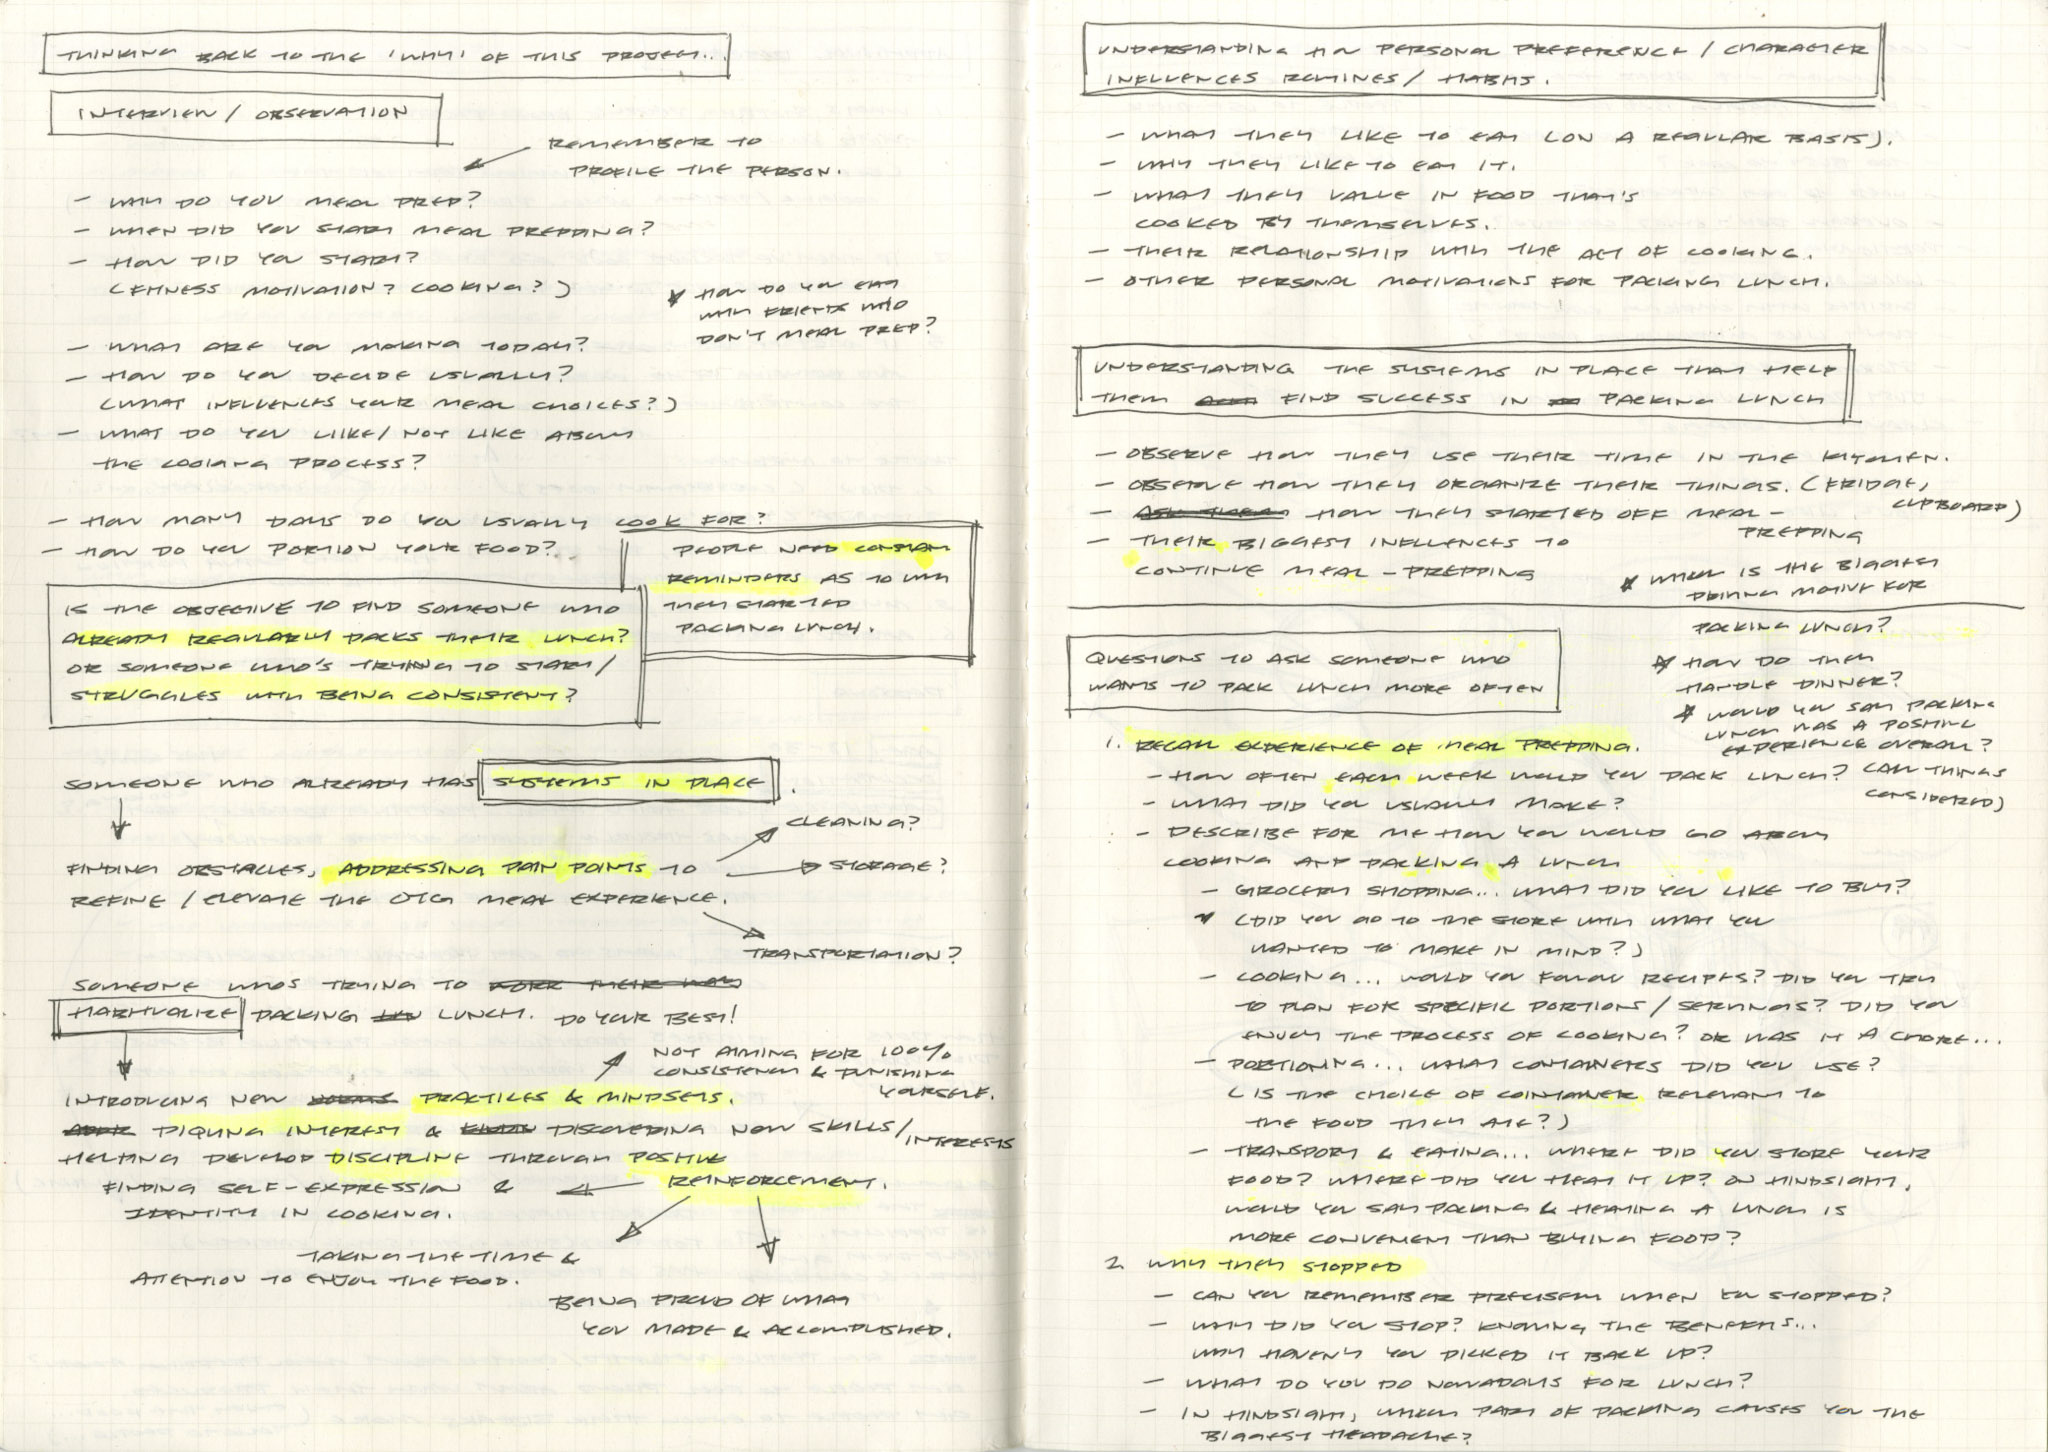 THINKING BACK TO THE 'WHY' OF THIS PROJECT...
INTERVIEW / OBSERVATION
REMEMBER TO
PROFILE THE PERSON.
- WHY DO YOU MEAL PREP?
- WHEN DID YOU START MEAL PREPPING?
- HOW DID YOU START?
(FITNESS MOTIVATION? COOKING?)
* HOW DO YOU EAT
WITH FRIENDS WHO
DON'T MEAL PREP?
- WHAT ARE YOU MAKING TODAY?
- HOW DO YOU DECIDE USUALLY?
(WHAT INFLUENCES YOUR MEAL CHOICES?)
- WHAT DO YOU LIKE/ NOT LIKE ABOUT
THE COOKING PROCESS?
- HOW MANY DAYS DO YOU USUALLY COOK FOR?
- HOW DO YOU PORTION YOUR FOOD?
PEOPLE NEED CONSTANT
REMINDERS AS TO WHY
THEY STARTED
PACKING LUNCH.
IS THE OBJECTIVE TO FIND SOMEONE WHO
ALREADY REGULARLY PACKS THEIR LUNCH?
OR SOMEONE WHO'S TRYING TO START/
STRUGGLES WITH BEING CONSISTENT?
SOMEONE WHO ALREADY HAS SYSTEMS IN PLACE.
CLEANING?
FINDING OBSTACLES, ADDRESSING PAIN POINTS TO
STORAGE?
REFINE / ELEVATE THE OTG MEAL EXPERIENCE.
TRANSPORTATION?
SOMEONE WHOS TRYING TO WORK THEIR WAY
HABITUALIZE PACKING LUNCH. DO YOUR BEST!
NOT AIMING FOR 100%
CONSISTENCY & PUNISHING
YOURSELF.
INTRODUCING NEW NORMS PRACTICES & MINDSETS.
PIQUING INTEREST & DISCOVERING NEW SKILLS/INTERESTS
HELPING DEVELOP DISCIPLINE THROUGH POSITIVE
REINFORCEMENT.
FINDING SELF-EXPRESSION &
IDENTITY IN COOKING.
TAKING THE TIME &
ATTENTION TO ENJOY THE FOOD.
BEING PROUD OF WHAT
YOU MADE & ACCOMPLISHED.
UNDERSTANDING HOW PERSONAL PREFERENCE / CHARACTER
INFLUENCES ROUTINES / HABITS.
- WHAT THEY LIKE TO EAT (ON A REGULAR BASIS).
- WHY THEY LIKE TO EAT IT.
- WHAT THEY VALUE IN FOOD THAT'S
COOKED BY THEMSELVES.
- THEIR RELATIONSHIP WITH THE ACT OF COOKING.
- OTHER PERSONAL MOTIVATIONS FOR PACKING LUNCH.
UNDERSTANDING THE SYSTEMS IN PLACE THAT HELP
THEM FIND SUCCESS IN PACKING LUNCH
- OBSERVE HOW THEY USE THEIR TIME IN THE KITCHEN.
- OBSERVE HOW THEY ORGANIZE THEIR THINGS. (FRIDGE,
CUPBOARD)
- ASK THEM HOW THEY STARTED OFF MEAL-
PREPPING
- THEIR BIGGEST INFLUENCES TO
CONTINUE MEAL-PREPPING
* WHAT IS THE BIGGEST
DRIVING MOTIVE FOR
PACKING LUNCH?
* HOW DO THEY
HANDLE DINNER?
* WOULD YOU SAY PACKING
LUNCH WAS A POSITIVE
EXPERIENCE OVERALL?
(ALL THINGS
CONSIDERED)
QUESTIONS TO ASK SOMEONE WHO
WANTS TO PACK LUNCH MORE OFTEN
1. RECALL EXPERIENCE OF MEAL PREPPING.
- HOW OFTEN EACH WEEK WOULD YOU PACK LUNCH?
- WHAT DID YOU USUALLY MAKE?
- DESCRIBE FOR ME HOW YOU WOULD GO ABOUT
COOKING AND PACKING A LUNCH
- GROCERY SHOPPING... WHAT DID YOU LIKE TO BUY?
(DID YOU GO TO THE STORE WITH WHAT YOU
WANTED TO MAKE IN MIND?)
- COOKING... WOULD YOU FOLLOW RECIPES? DID YOU TRY
TO PLAN FOR SPECIFIC PORTIONS / SERVINGS? DID YOU
ENJOY THE PROCESS OF COOKING? OR WAS IT A CHORE...
- PORTIONING... WHAT CONTAINERS DID YOU USE?
(IS THE CHOICE OF CONTAINER RELEVANT TO
THE FOOD THEY ATE?)
- TRANSPORT & EATING... WHERE DID YOU STORE YOUR
FOOD? WHERE DID YOU HEAT IT UP? ON HINDSIGHT,
WOULD YOU SAY PACKING & HEATING A LUNCH IS
MORE CONVENIENT THAN BUYING FOOD?
2. WHY THEY STOPPED
- CAN YOU REMEMBER PRECISELY WHEN YOU STOPPED?
- WHY DID YOU STOP? KNOWING THE BENEFITS...
WHY HAVEN'T YOU PICKED IT BACK UP?
- WHAT DO YOU DO NOWADAYS FOR LUNCH?
- IN HINDSIGHT, WHICH PART OF PACKING CAUSES YOU THE
BIGGEST HEADACHE?